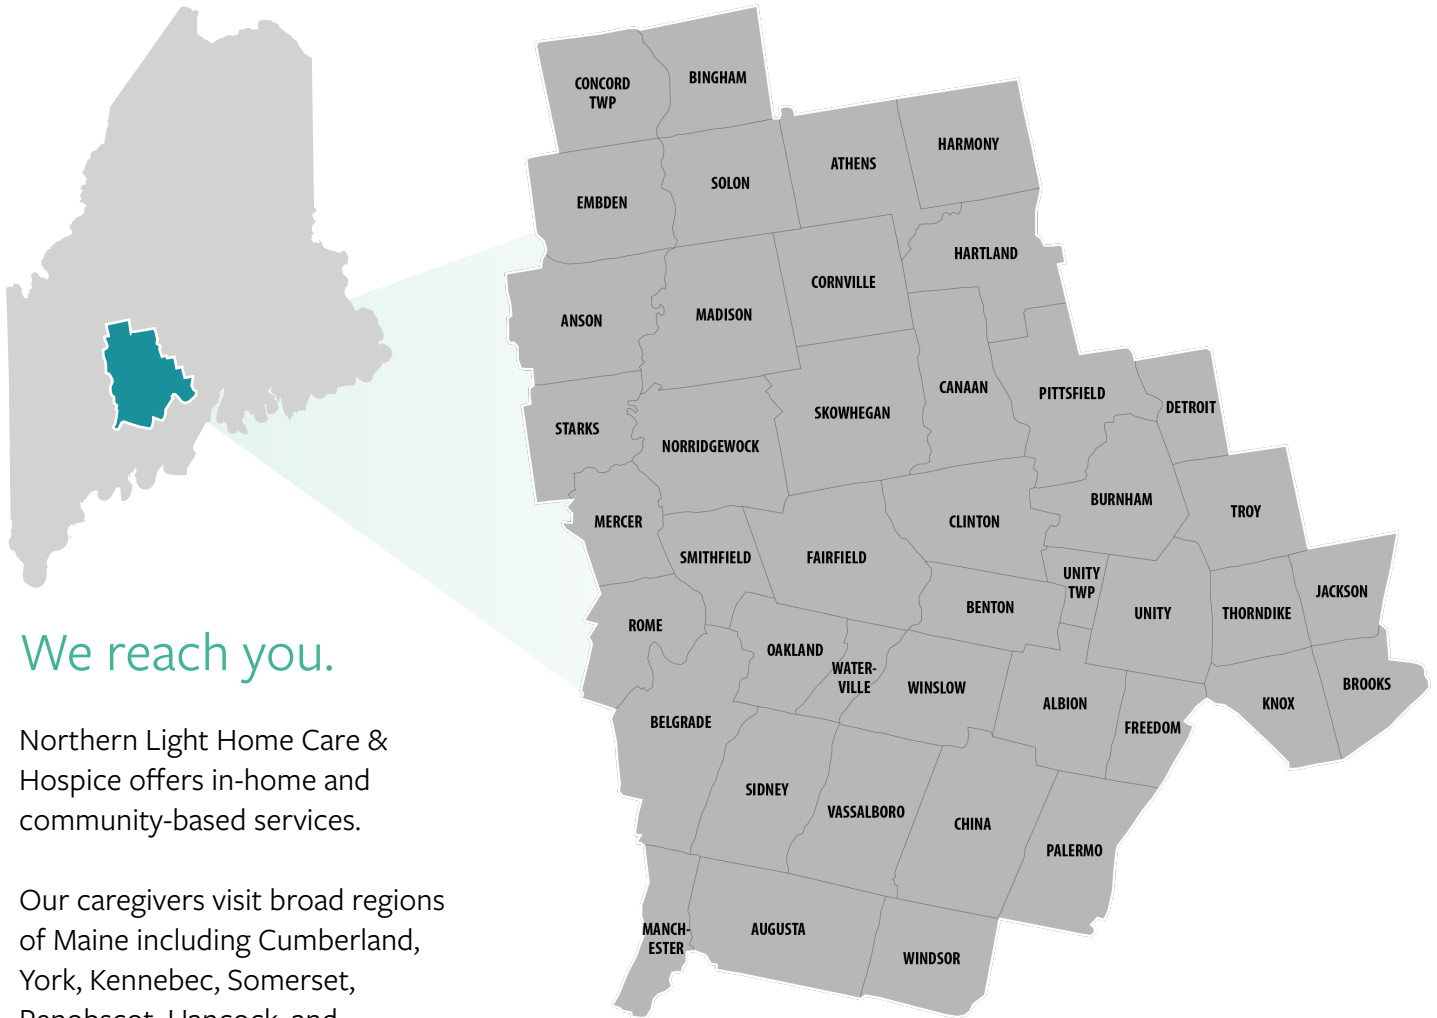 CONCORD
TWP
BINGHAM
HARMONY
ATHENS
SOLON
EMBDEN
HARTLAND
CORNVILLE
MADISON
ANSON
CANAAN
PITTSFIELD
DETROIT
SKOWHEGAN
STARKS
NORRIDGEWOCK
BURNHAM
TROY
MERCER
CLINTON
SMITHFIELD
FAIRFIELD
UNITY
TWP
JACKSON
BENTON
UNITY
THORNDIKE
ROME
OAKLAND
WATER-
VILLE
WINSLOW
BROOKS
ALBION
KNOX
BELGRADE
FREEDOM
SIDNEY
VASSALBORO
CHINA
PALERMO
MANCH-
ESTER
AUGUSTA
WINDSOR
We reach you.
Northern Light Home Care &
Hospice offers in-home and
community-based services.
Our caregivers visit broad regions
of Maine including Cumberland,
York, Kennebec, Somerset,
Penobscot, Hancock, and